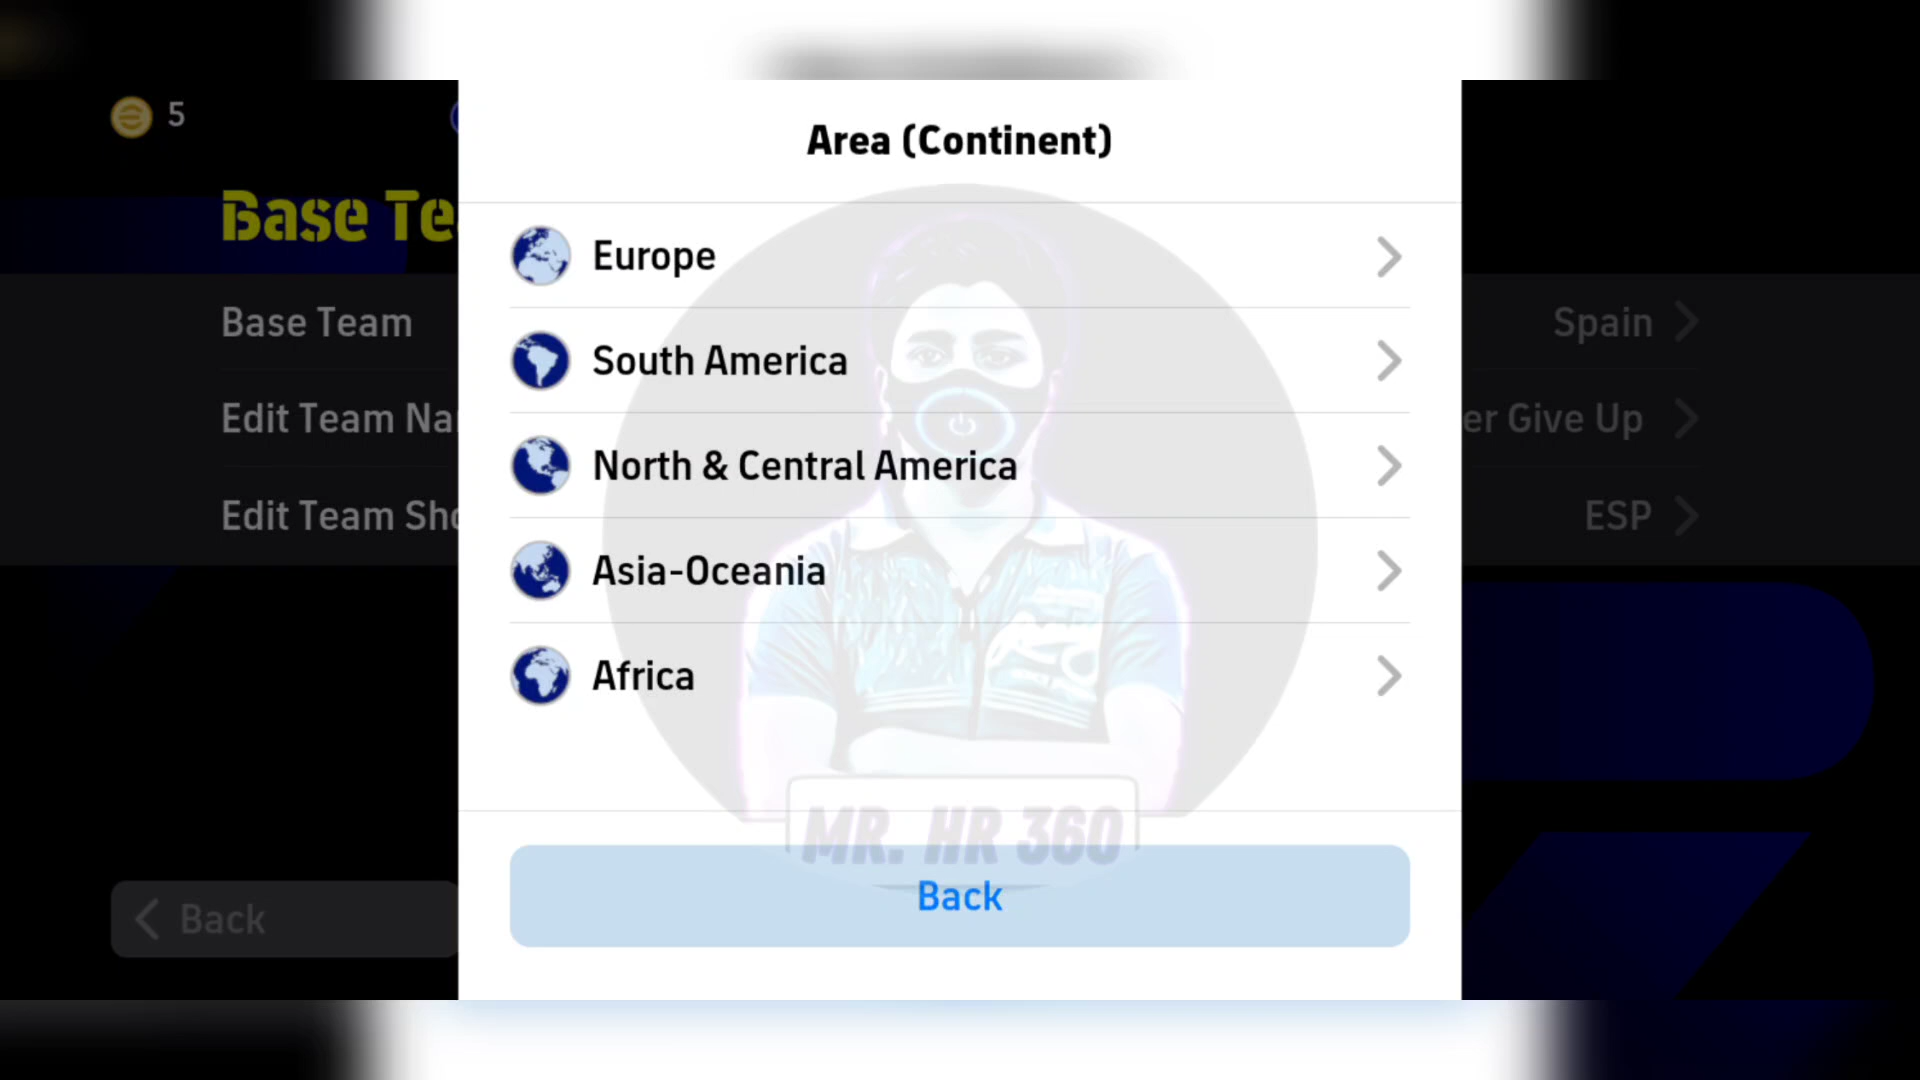 5
Area (Continent)
Base Te
Europe
Base Team
Spain
South America
Edit Team Na
er Give Up
North & Central America
Edit Team Sho
ESP
Asia-Oceania
Africa
MR. HR 360
Back
Back